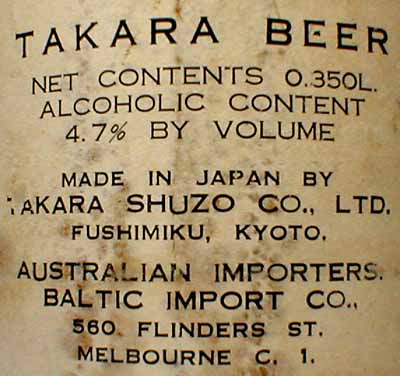 TAKARA BEER
NET CONTENTS 0.350L.
ALCOHOLIC CONTENT
4.7% BY VOLUME
MADE IN JAPAN BY
TAKARA SHUZO CO., LTD.
FUSHIMIKU, KYOTO.
AUSTRALIAN IMPORTERS.
BALTIC IMPORT CO.,
560 FLINDERS ST.
MELBOURNE C. 1.